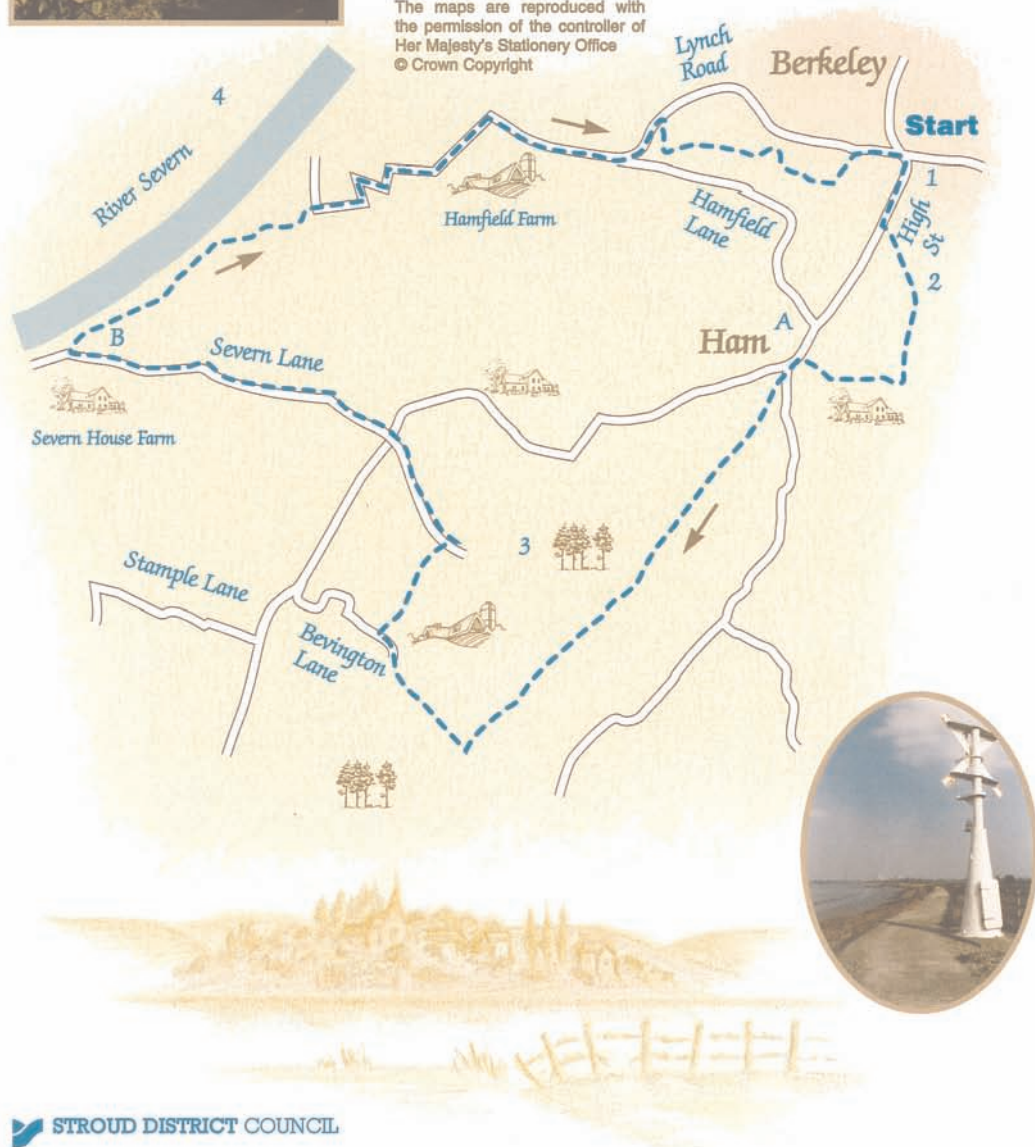 The maps are reproduced with
the permission of the controller of
Her Majesty's Stationery Office
© Crown Copyright
Lynch
Road
Berkeley
4
Start
River Severn
1
Hamfield Farm
Hamfield
Lane
High
St
2
A
Ham
B
Severn Lane
Severn House Farm
3
Stample Lane
Bevington
Lane
STROUD DISTRICT COUNCIL